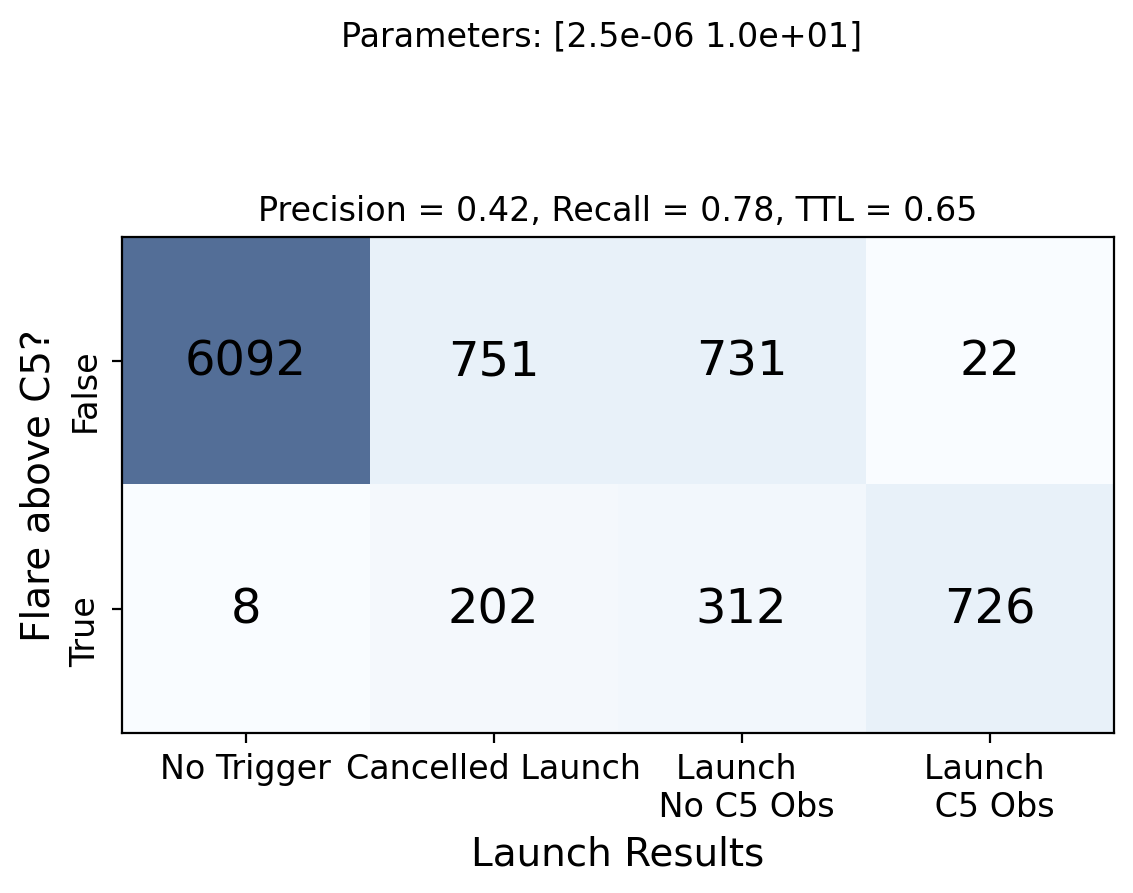 Parameters: [2.5e-06 1.0e+01]
Precision = 0.42, Recall = 0.78, TTL = 0.65
Flare above C5?
False
6092 751 731 22
True
8 202 312 726
No Trigger Cancelled Launch Launch Launch
No C5 Obs C5 Obs
Launch Results